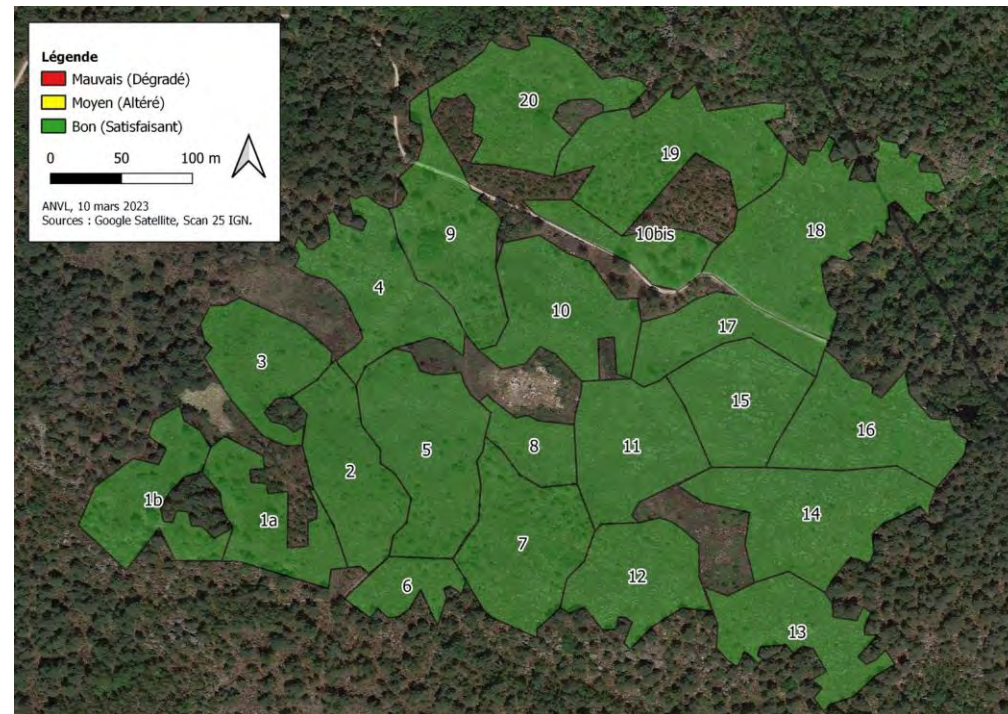 Légende
Mauvais (Dégradé)
Moyen (Altéré)
Bon (Satisfaisant)
0 50 100 m
ANVL, 10 mars 2023
Sources : Google Satellite, Scan 25 IGN.
20
19
10bis
18
9
4
10
17
3
15
16
5
8
11
2
1b
1a
14
7
12
6
13